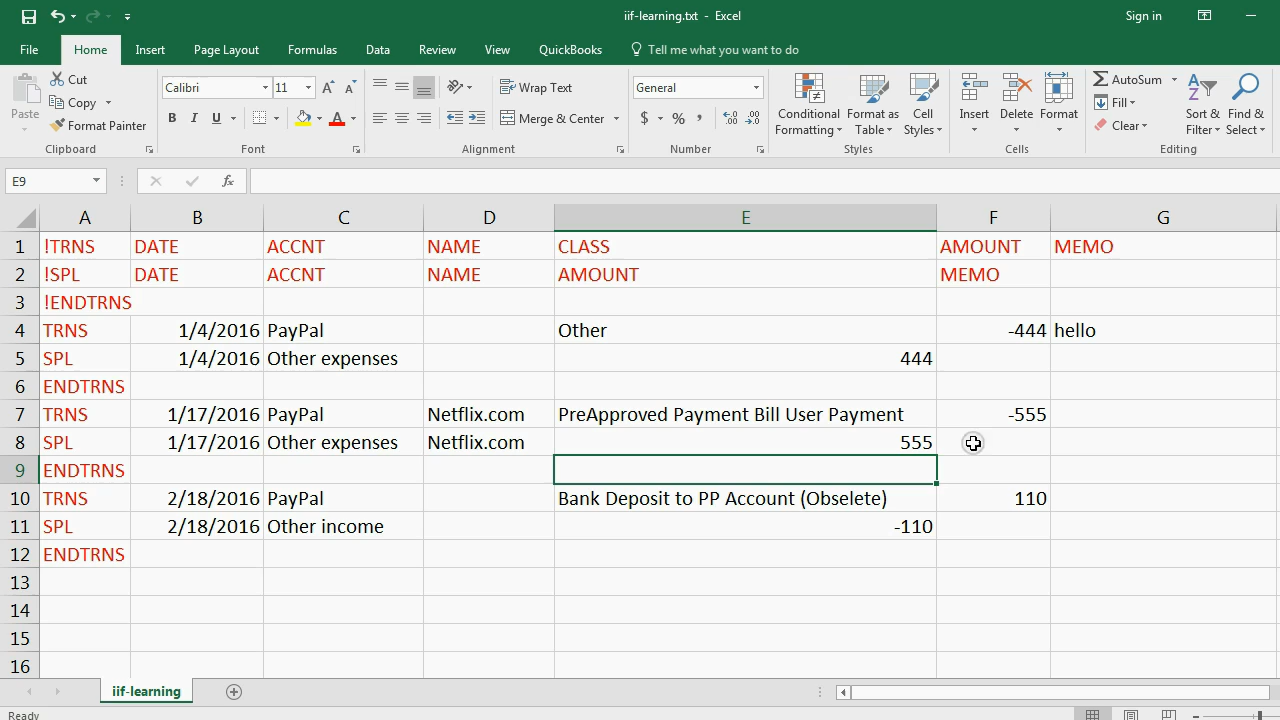 iif-learning.txt - Excel
Sign in
File Home Insert Page Layout Formulas Data Review View QuickBooks Tell me what you want to do
Paste Cut Copy Format Painter
Calibri 11
B I U A
Wrap Text
Merge & Center
General
$ % ,
Conditional Formatting Format as Table Cell Styles
Insert Delete Format
AutoSum Fill Clear
Sort & Filter Find & Select
Clipboard Font Alignment Number Styles Cells Editing
E9 fx
A B C D E F G
1 !TRNS DATE ACCNT NAME CLASS AMOUNT MEMO
2 !SPL DATE ACCNT NAME AMOUNT MEMO
3 !ENDTRNS
4 TRNS 1/4/2016 PayPal Other -444 hello
5 SPL 1/4/2016 Other expenses 444
6 ENDTRNS
7 TRNS 1/17/2016 PayPal Netflix.com PreApproved Payment Bill User Payment -555
8 SPL 1/17/2016 Other expenses Netflix.com 555
9 ENDTRNS
10 TRNS 2/18/2016 PayPal Bank Deposit to PP Account (Obselete) 110
11 SPL 2/18/2016 Other income -110
12 ENDTRNS
13
14
15
16
iif-learning
Ready